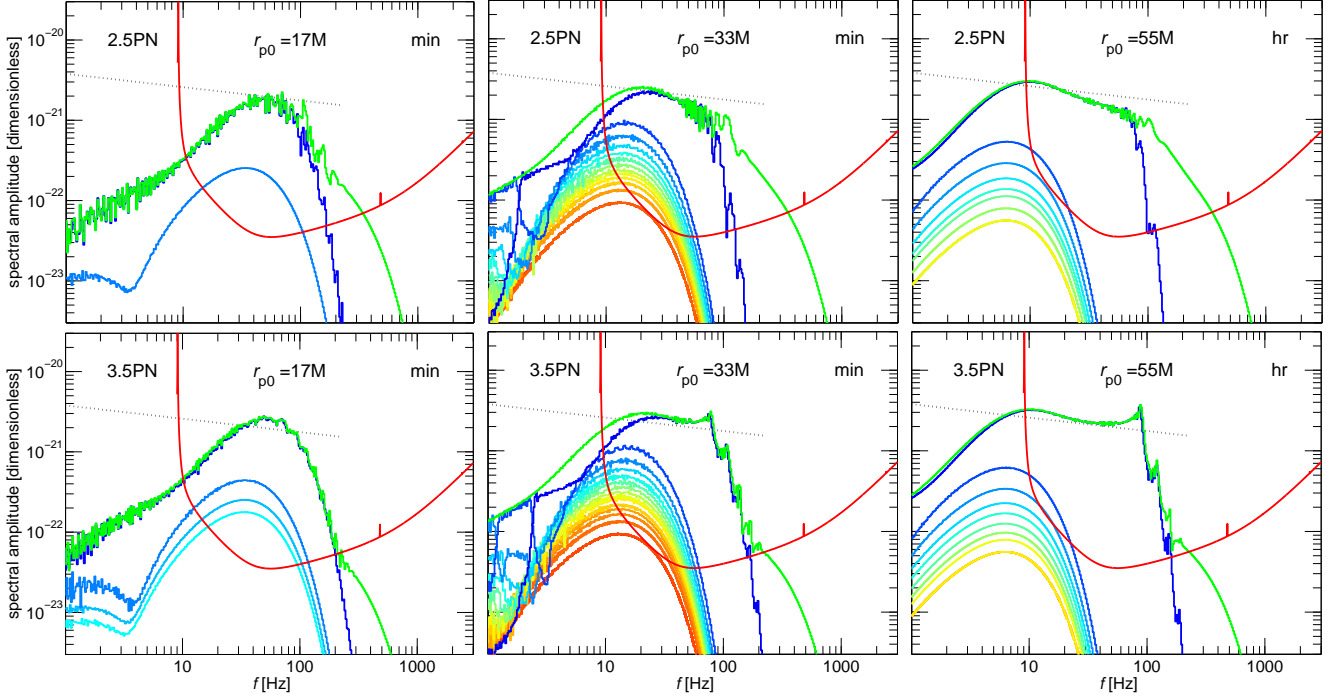 2.5PN r_p0 =17M min
2.5PN r_p0 =33M min
2.5PN r_p0 =55M hr
spectral amplitude [dimensionless]
10^-20
10^-21
10^-22
10^-23
3.5PN r_p0 =17M min
3.5PN r_p0 =33M min
3.5PN r_p0 =55M hr
spectral amplitude [dimensionless]
10^-20
10^-21
10^-22
10^-23
10 100 1000
10 100 1000
10 100 1000
f [Hz]
f [Hz]
f [Hz]